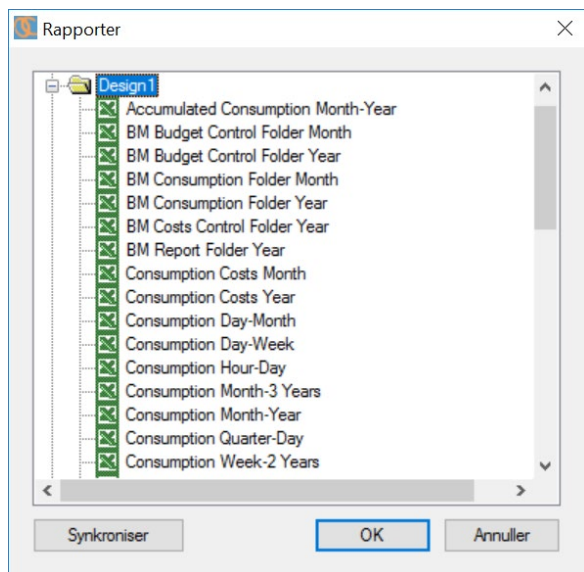 Rapporter
Design1
Accumulated Consumption Month-Year
BM Budget Control Folder Month
BM Budget Control Folder Year
BM Consumption Folder Month
BM Consumption Folder Year
BM Costs Control Folder Year
BM Report Folder Year
Consumption Costs Month
Consumption Costs Year
Consumption Day-Month
Consumption Day-Week
Consumption Hour-Day
Consumption Month-3 Years
Consumption Month-Year
Consumption Quarter-Day
Consumption Week-2 Years
Synkroniser OK Annuller